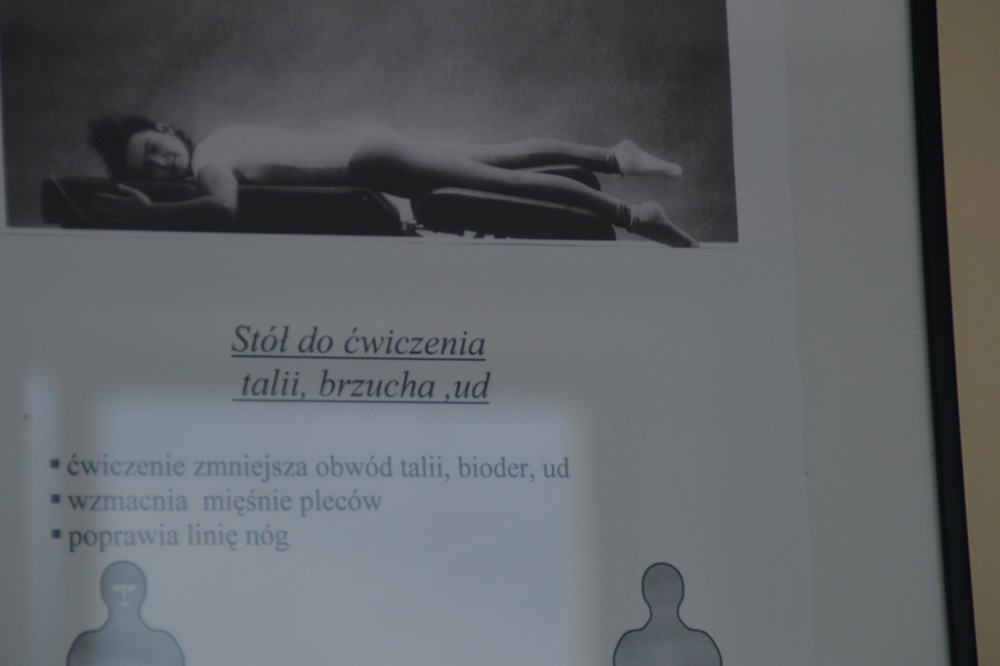 Stół do ćwiczenia
talii, brzucha ,ud
▪ ćwiczenie zmniejsza obwód talii, bioder, ud
▪ wzmacnia mięśnie pleców
▪ poprawia linię nóg